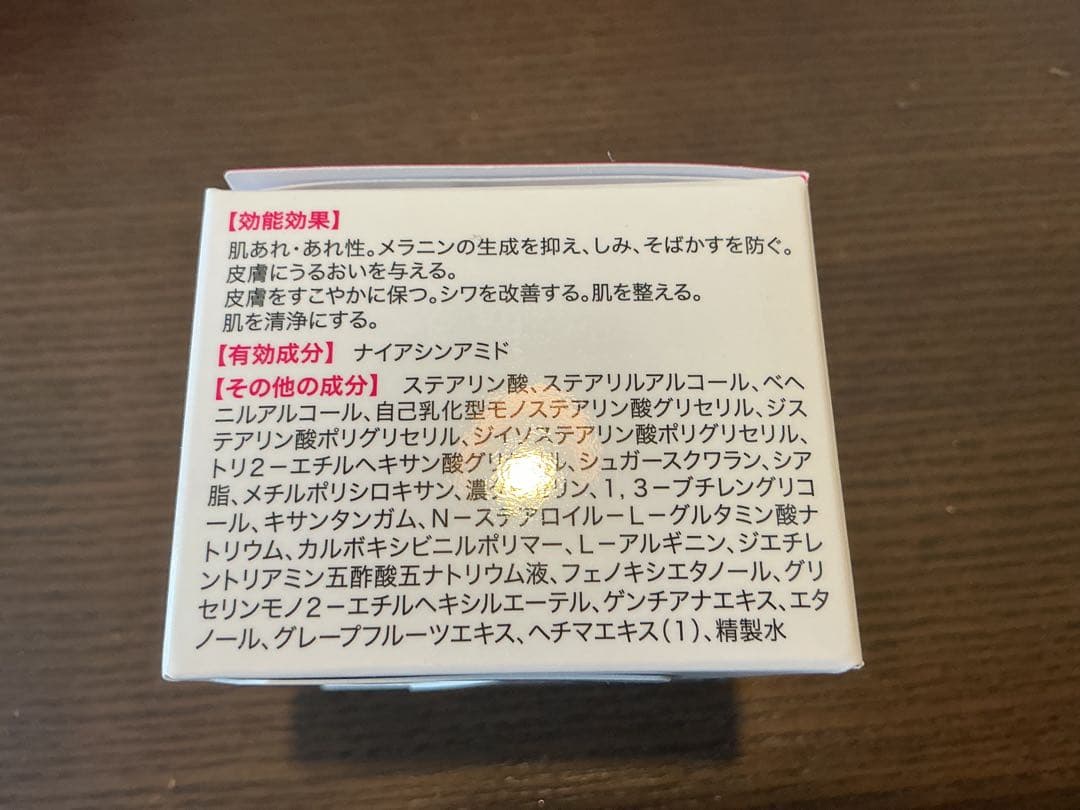 【効能効果】
肌あれ・あれ性。メラニンの生成を抑え、しみ、そばかすを防ぐ。
皮膚にうるおいを与える。
皮膚をすこやかに保つ。シワを改善する。肌を整える。
肌を清浄にする。
【有効成分】 ナイアシンアミド
【その他の成分】 ステアリン酸、ステアリルアルコール、ベヘ
ニルアルコール、自己乳化型モノステアリン酸グリセリル、ジス
テアリン酸ポリグリセリル、ジイソステアリン酸ポリグリセリル、
トリ2－エチルヘキサン酸グリ ル、シュガースクワラン、シア
脂、メチルポリシロキサン、濃 リン、1,3－ブチレングリコ
ール、キサンタンガム、N－ステアロイル－L－グルタミン酸ナ
トリウム、カルボキシビニルポリマー、L－アルギニン、ジエチレ
ントリアミン五酢酸五ナトリウム液、フェノキシエタノール、グリ
セリンモノ2－エチルヘキシルエーテル、ゲンチアナエキス、エタ
ノール、グレープフルーツエキス、ヘチマエキス(1)、精製水